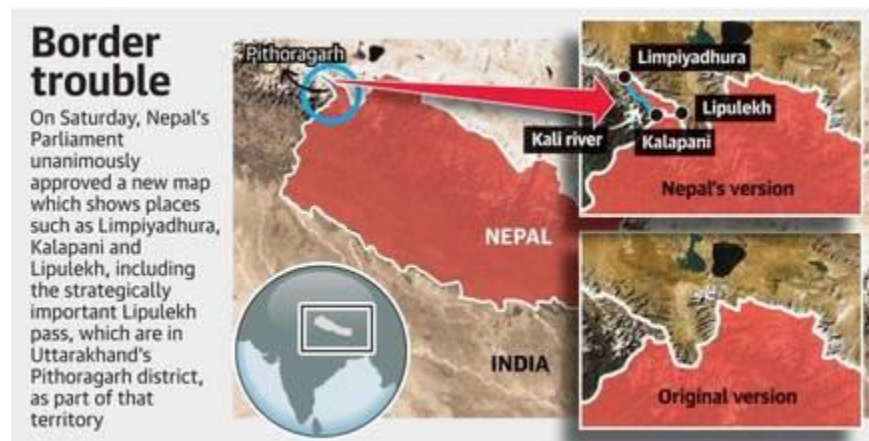 Border
trouble
On Saturday, Nepal's
Parliament
unanimously
approved a new map
which shows places
such as Limpiyadhura,
Kalapani and
Lipulekh, including
the strategically
important Lipulekh
pass, which are in
Uttarakhand's
Pithoragarh district,
as part of that
territory
Pithoragarh
NEPAL
INDIA
Limpiyadhura
Lipulekh
Kali river
Kalapani
Nepal's version
Original version